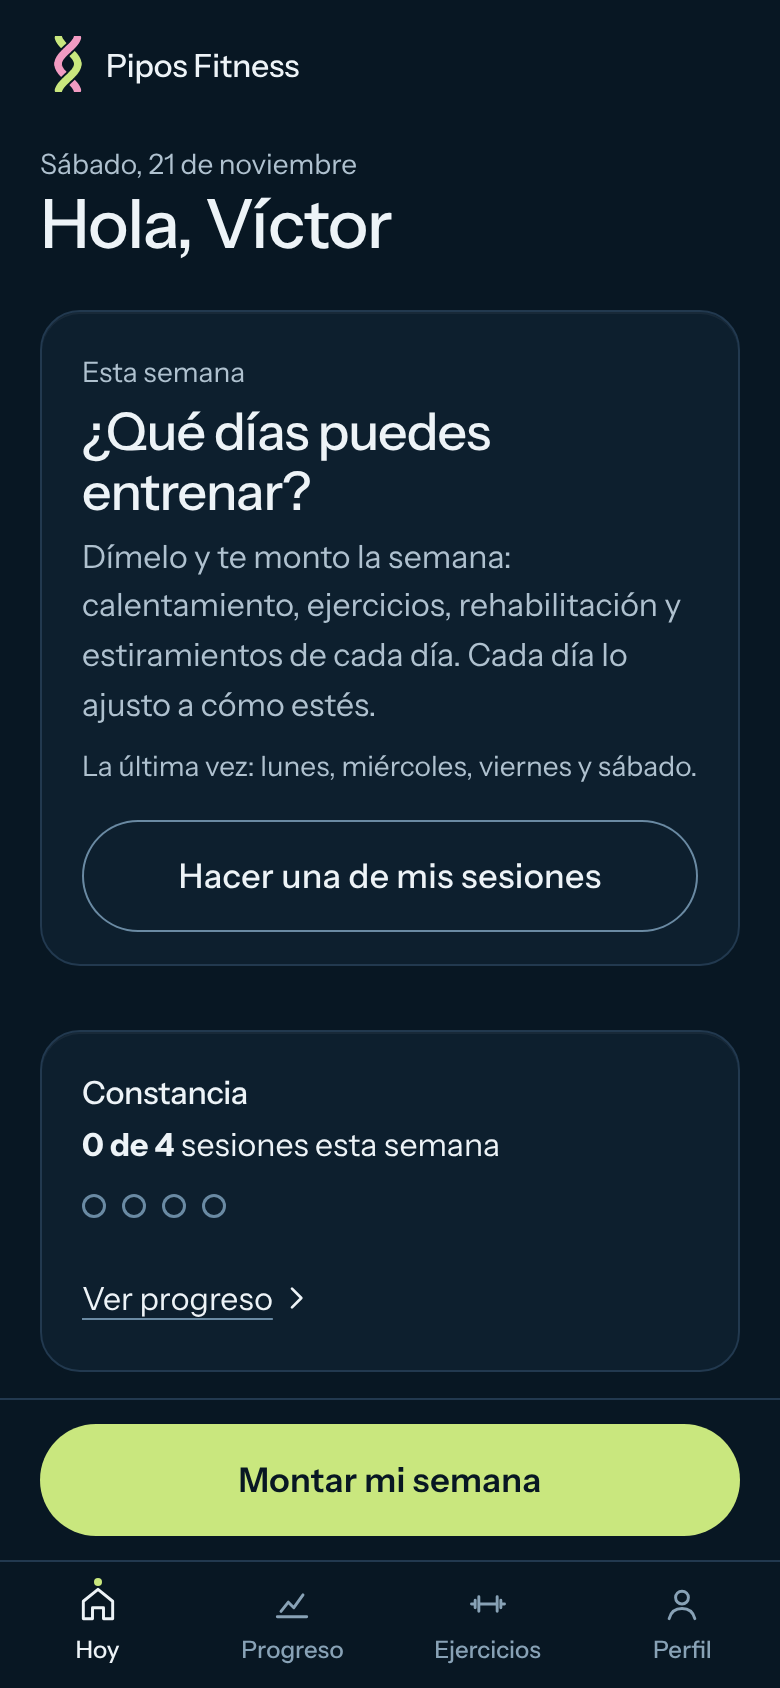 Pipos Fitness
Sábado, 21 de noviembre
Hola, Víctor
Esta semana
¿Qué días puedes
entrenar?
Dímelo y te monto la semana:
calentamiento, ejercicios, rehabilitación y
estiramientos de cada día. Cada día lo
ajusto a cómo estés.
La última vez: lunes, miércoles, viernes y sábado.
Hacer una de mis sesiones
Constancia
0 de 4 sesiones esta semana
Ver progreso
Montar mi semana
Hoy
Progreso
Ejercicios
Perfil